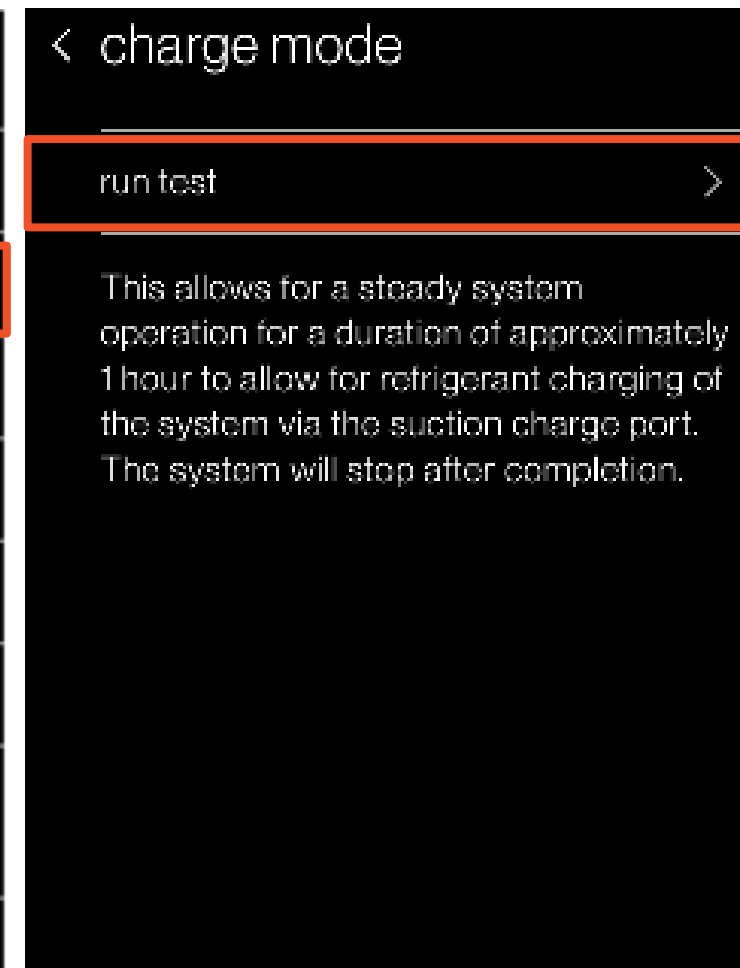 charge mode
run test
This allows for a steady system
operation for a duration of approximately
1 hour to allow for refrigerant charging of
the system via the suction charge port.
The system will stop after completion.